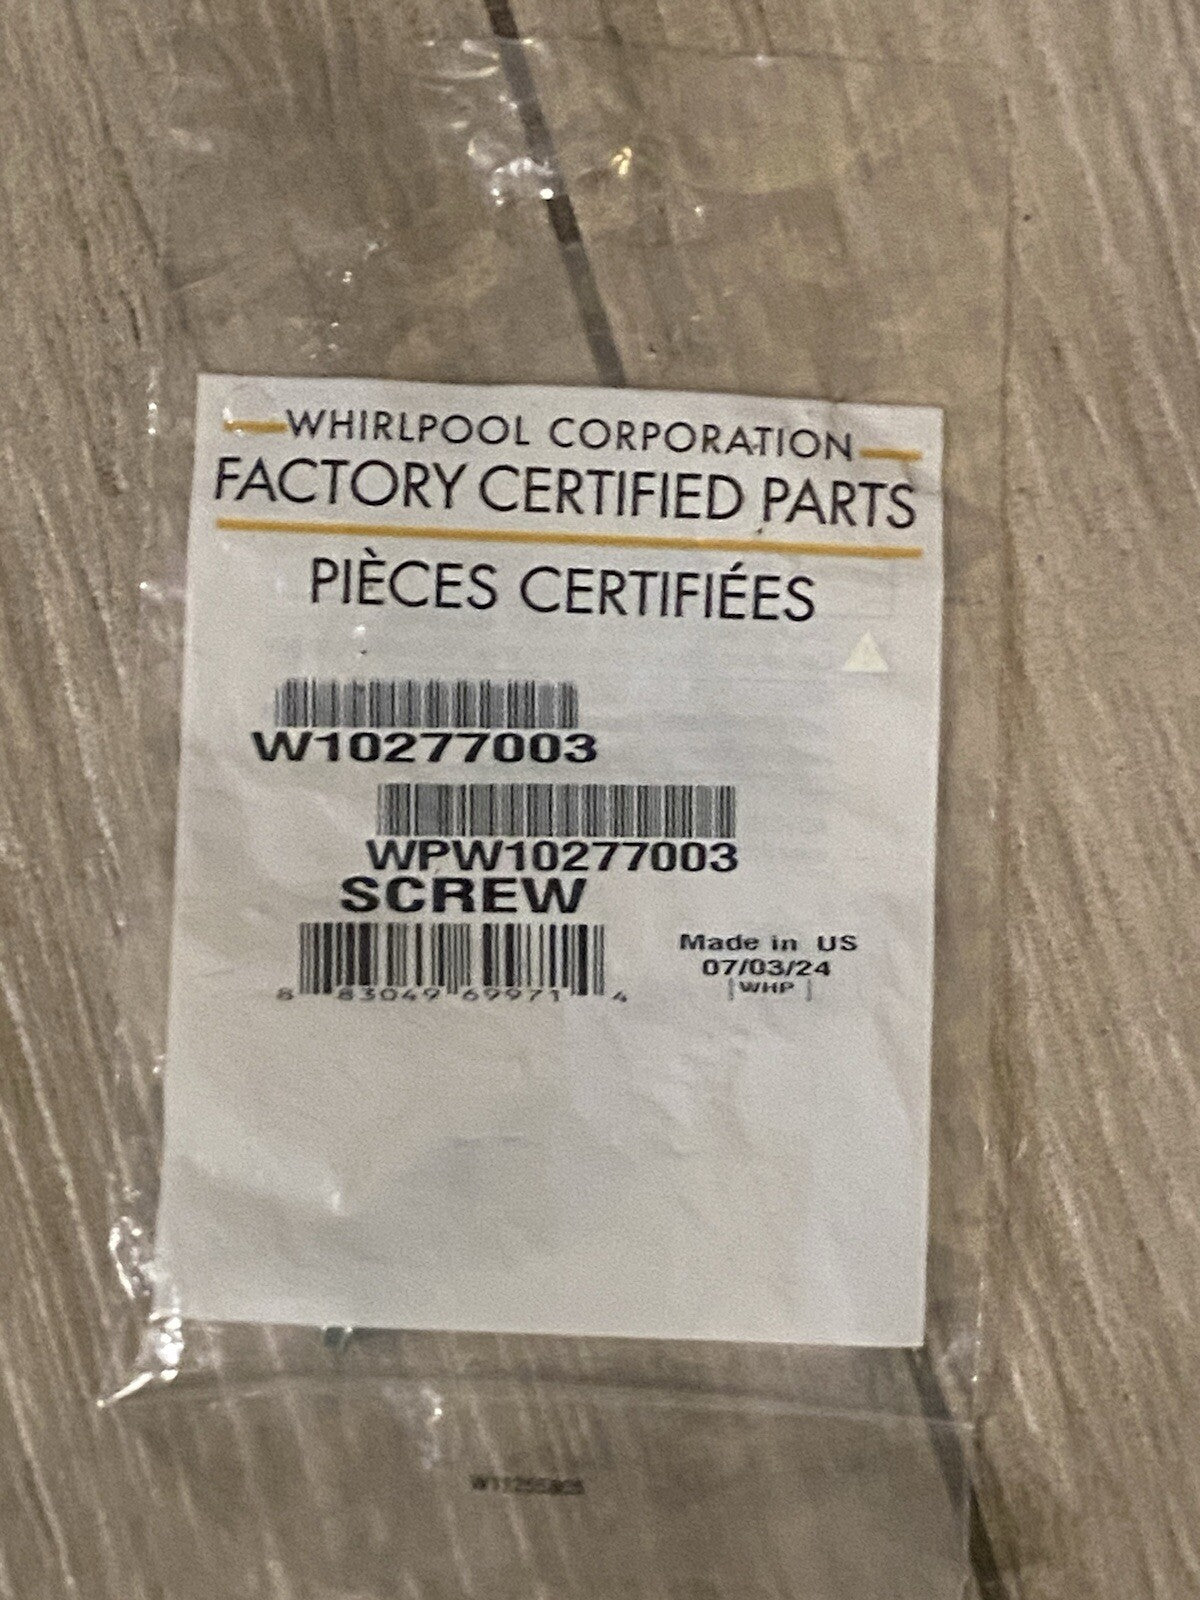 WHIRLPOOL CORPORATION
FACTORY CERTIFIED PARTS
PIÈCES CERTIFIÉES
W10277003
WPW10277003
SCREW
8 83049 69971 4
Made in US
07/03/24
[WHP ]